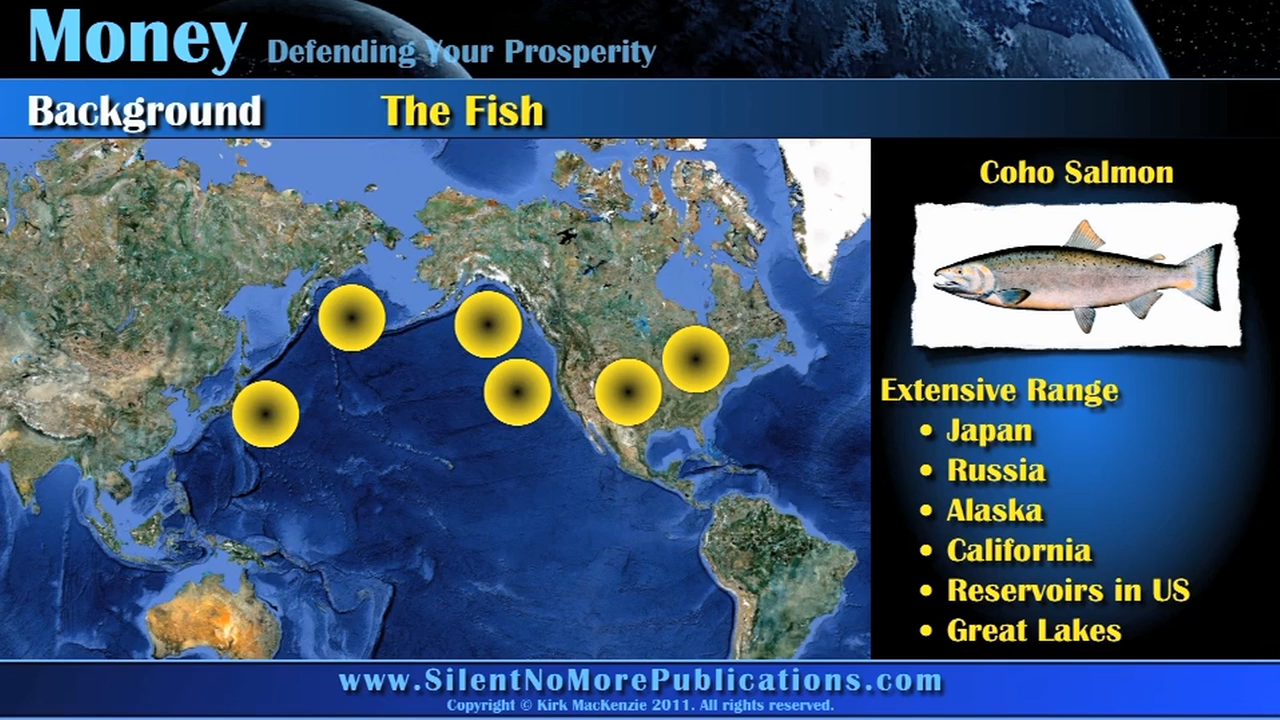 Money Defending Your Prosperity
Background The Fish
Coho Salmon
Extensive Range
• Japan
• Russia
• Alaska
• California
• Reservoirs in US
• Great Lakes
www.SilentNoMorePublications.com
Copyright © Kirk MacKenzie 2011. All rights reserved.